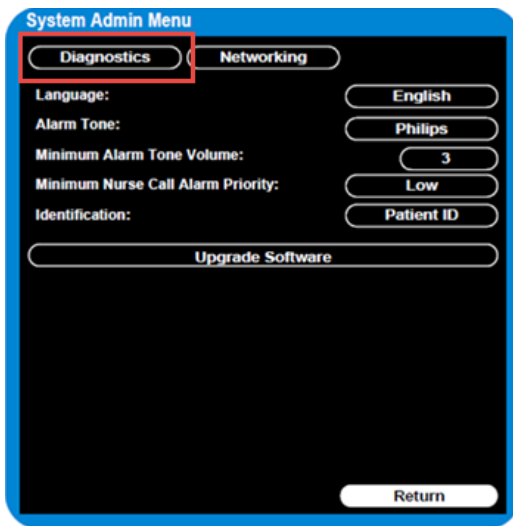 System Admin Menu
Diagnostics Networking
Language: English
Alarm Tone: Philips
Minimum Alarm Tone Volume: 3
Minimum Nurse Call Alarm Priority: Low
Identification: Patient ID
Upgrade Software
Return